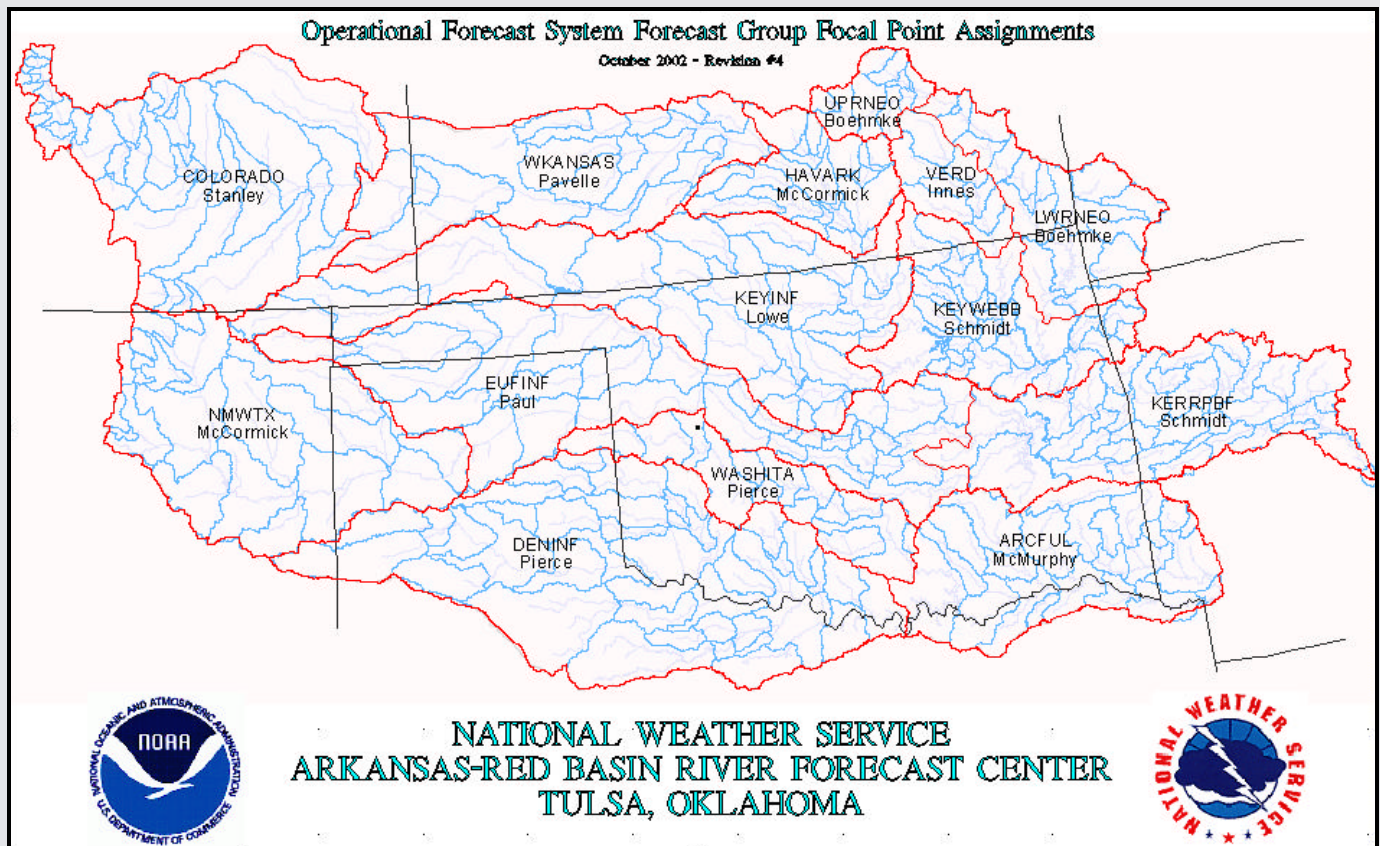 Operational Forecast System Forecast Group Focal Point Assignments
October 2002 - Revision #4
UPRNEO
Boehmke
WKANSAS
Pavelle
COLORADO
Stanley
HAVARK
McCormick
VERD
Innes
LWRNEO
Boehmke
KEYINF
Lowe
KEYWEBB
Schmidt
EUFINF
Paul
NMWTX
McCormick
KERRPBF
Schmidt
WASHITA
Pierce
DENINF
Pierce
ARCFUL
McMurphy
NATIONAL OCEANIC AND ATMOSPHERIC ADMINISTRATION
NOAA
U.S. DEPARTMENT OF COMMERCE
NATIONAL WEATHER SERVICE
ARKANSAS-RED BASIN RIVER FORECAST CENTER
TULSA, OKLAHOMA
NATIONAL WEATHER SERVICE